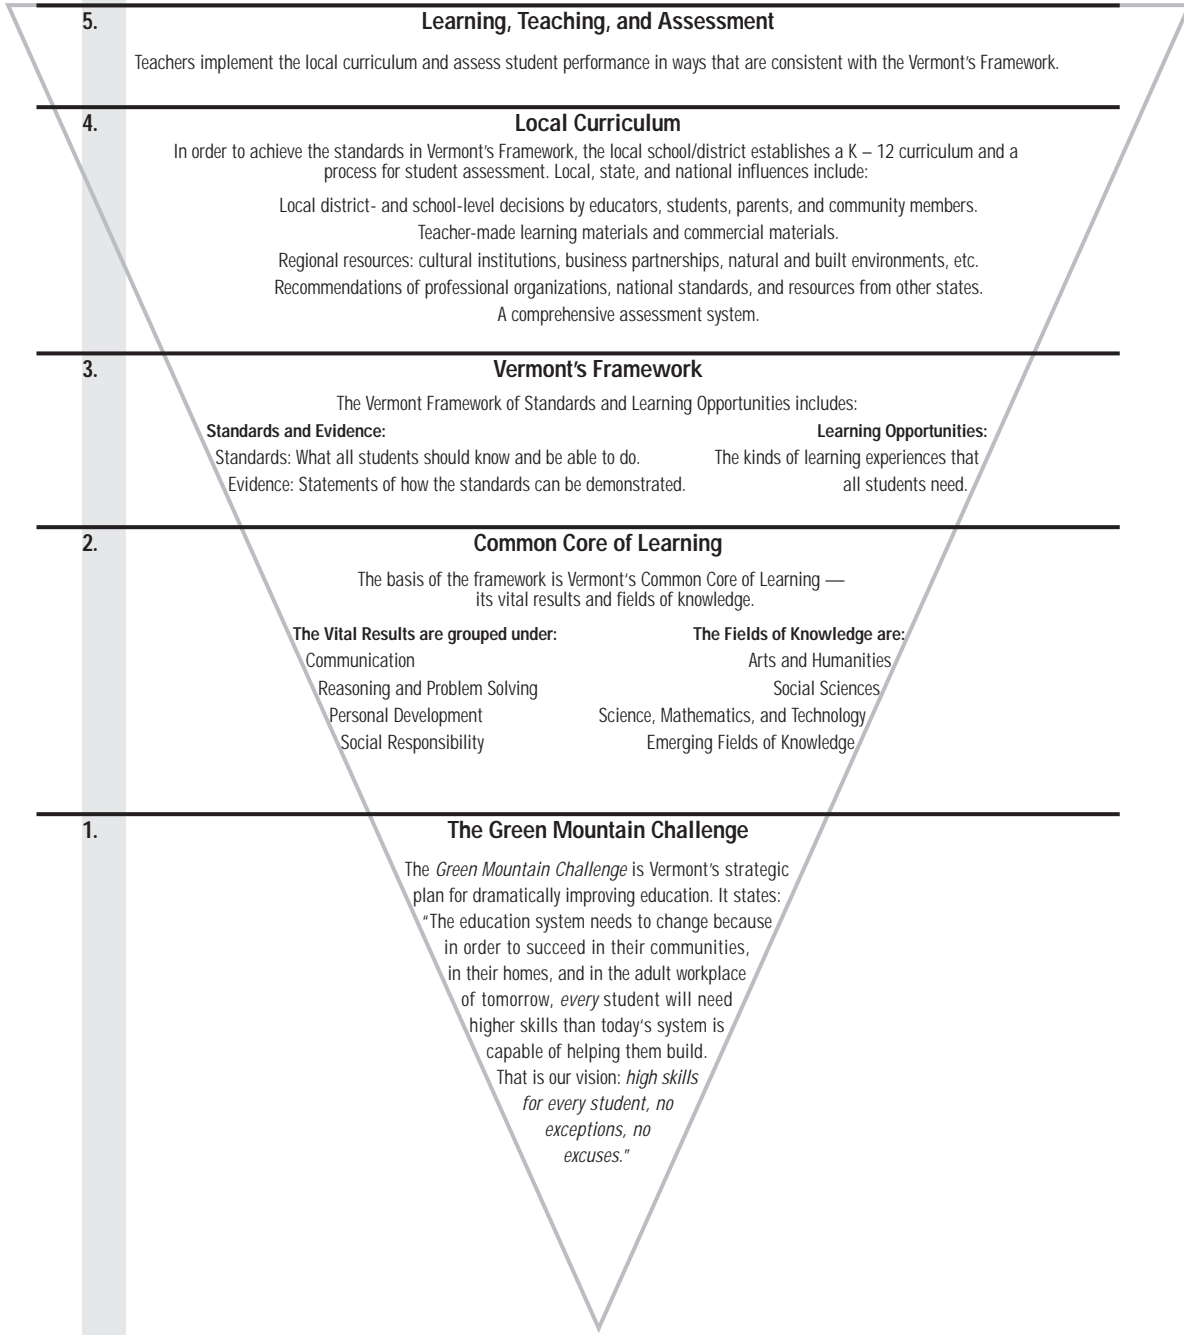 5. Learning, Teaching, and Assessment
Teachers implement the local curriculum and assess student performance in ways that are consistent with the Vermont's Framework.
4. Local Curriculum
In order to achieve the standards in Vermont's Framework, the local school/district establishes a K – 12 curriculum and a
process for student assessment. Local, state, and national influences include:
Local district- and school-level decisions by educators, students, parents, and community members.
Teacher-made learning materials and commercial materials.
Regional resources: cultural institutions, business partnerships, natural and built environments, etc.
Recommendations of professional organizations, national standards, and resources from other states.
A comprehensive assessment system.
3. Vermont's Framework
The Vermont Framework of Standards and Learning Opportunities includes:
Standards and Evidence:
Standards: What all students should know and be able to do.
Evidence: Statements of how the standards can be demonstrated.
Learning Opportunities:
The kinds of learning experiences that
all students need.
2. Common Core of Learning
The basis of the framework is Vermont's Common Core of Learning —
its vital results and fields of knowledge.
The Vital Results are grouped under:
Communication
Reasoning and Problem Solving
Personal Development
Social Responsibility
The Fields of Knowledge are:
Arts and Humanities
Social Sciences
Science, Mathematics, and Technology
Emerging Fields of Knowledge
1. The Green Mountain Challenge
The Green Mountain Challenge is Vermont's strategic
plan for dramatically improving education. It states:
"The education system needs to change because
in order to succeed in their communities,
in their homes, and in the adult workplace
of tomorrow, every student will need
higher skills than today's system is
capable of helping them build.
That is our vision: high skills
for every student, no
exceptions, no
excuses."